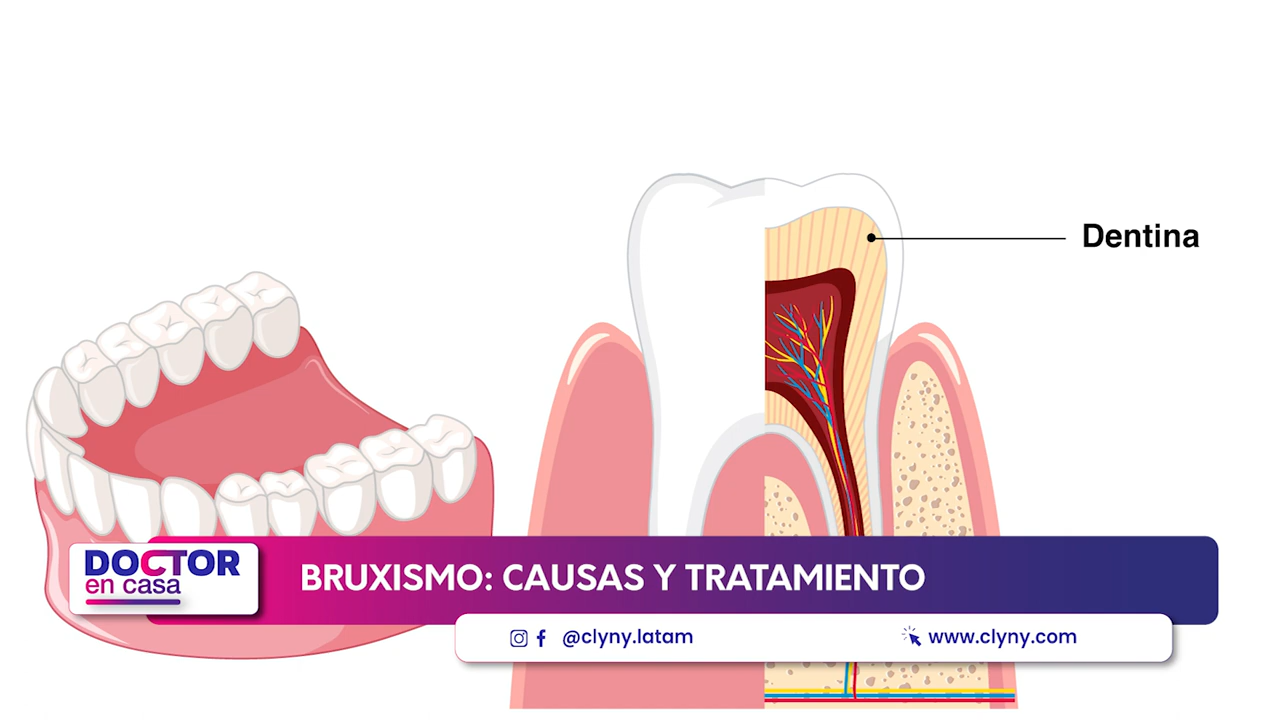 Dentina
DOCTOR
en casa
BRUXISMO: CAUSAS Y TRATAMIENTO
@clyny.latam
www.clyny.com